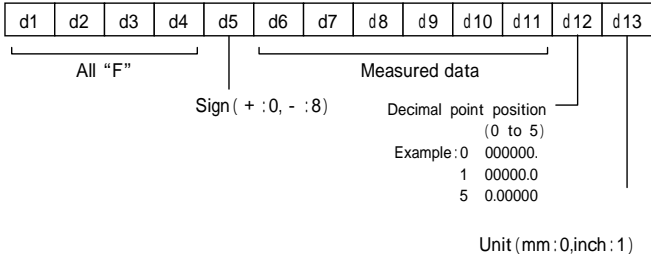 d1 d2 d3 d4 d5 d6 d7 d8 d9 d10 d11 d12 d13
All “F” Measured data
Sign( + :0, - :8) Decimal point position
(0 to 5)
Example:0 000000.
1 00000.0
5 0.00000
Unit(mm:0,inch:1)